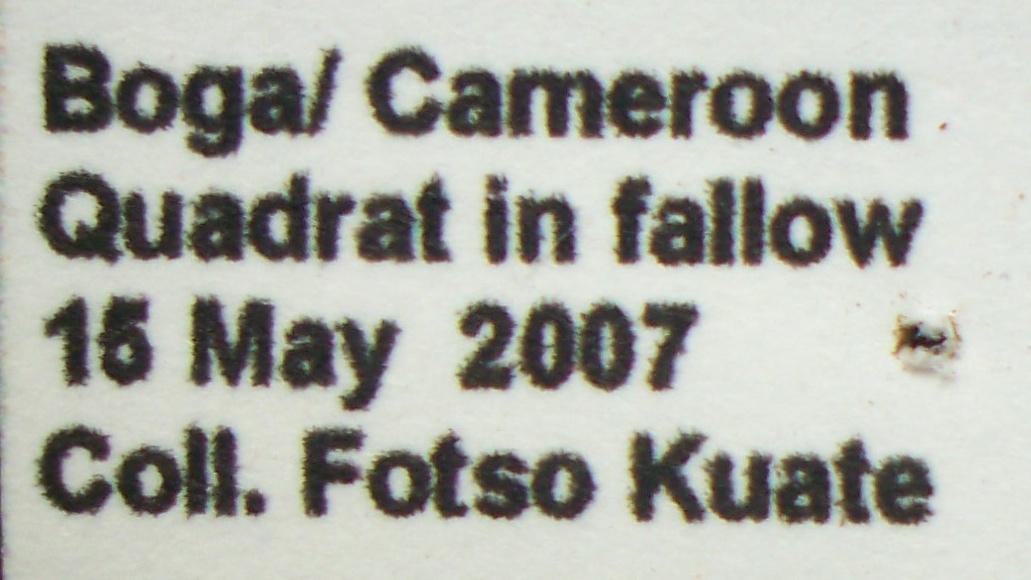 Boga/ Cameroon
Quadrat in fallow
15 May 2007
Coll. Fotso Kuate